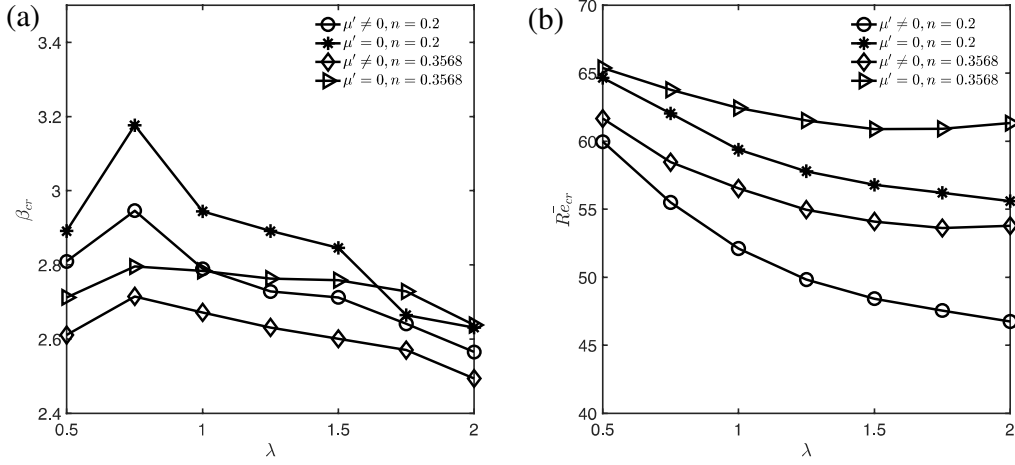 (a)
3.4
3.2
3
2.8
2.6
2.4
β_cr
0.5
1
1.5
2
λ
μ′ ≠ 0, n = 0.2
μ′ = 0, n = 0.2
μ′ ≠ 0, n = 0.3568
μ′ = 0, n = 0.3568
(b)
70
65
60
55
50
45
40
R̄e_cr
0.5
1
1.5
2
λ
μ′ ≠ 0, n = 0.2
μ′ = 0, n = 0.2
μ′ ≠ 0, n = 0.3568
μ′ = 0, n = 0.3568